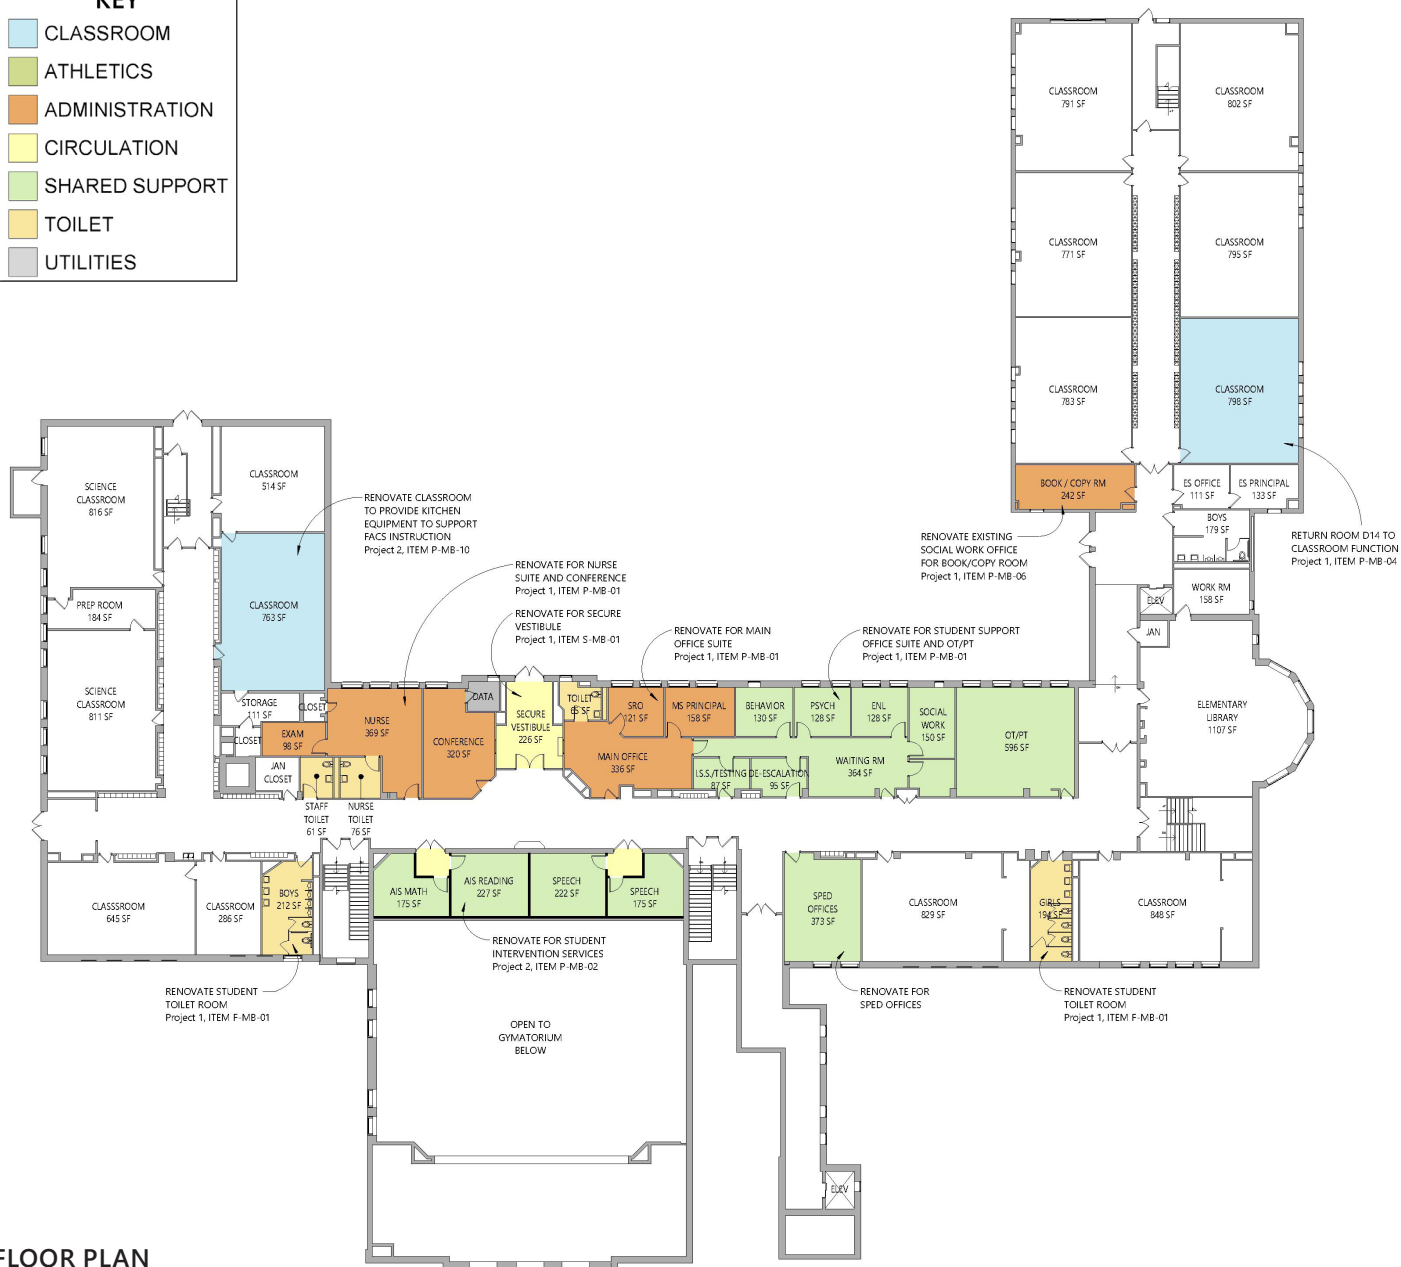 KEY
CLASSROOM
ATHLETICS
ADMINISTRATION
CIRCULATION
SHARED SUPPORT
TOILET
UTILITIES
CLASSROOM
791 SF
CLASSROOM
802 SF
CLASSROOM
771 SF
CLASSROOM
795 SF
CLASSROOM
783 SF
CLASSROOM
798 SF
BOOK / COPY RM
242 SF
ES OFFICE
111 SF
ES PRINCIPAL
133 SF
BOYS
179 SF
WORK RM
158 SF
ELEV
JAN
ELEMENTARY
LIBRARY
1107 SF
RENOVATE EXISTING
SOCIAL WORK OFFICE
FOR BOOK/COPY ROOM
Project 1, ITEM P-MB-06
RETURN ROOM D14 TO
CLASSROOM FUNCTION
Project 1, ITEM P-MB-04
SCIENCE
CLASSROOM
816 SF
CLASSROOM
514 SF
RENOVATE CLASSROOM
TO PROVIDE KITCHEN
EQUIPMENT TO SUPPORT
FACS INSTRUCTION
Project 2, ITEM P-MB-10
PREP ROOM
184 SF
CLASSROOM
763 SF
SCIENCE
CLASSROOM
811 SF
RENOVATE FOR NURSE
SUITE AND CONFERENCE
Project 1, ITEM P-MB-01
RENOVATE FOR SECURE
VESTIBULE
Project 1, ITEM S-MB-01
RENOVATE FOR MAIN
OFFICE SUITE
Project 1, ITEM P-MB-01
RENOVATE FOR STUDENT SUPPORT
OFFICE SUITE AND OT/PT
Project 1, ITEM P-MB-01
STORAGE
111 SF
CLOSET
CLOSET
EXAM
98 SF
JAN
CLOSET
NURSE
369 SF
CONFERENCE
320 SF
DATA
SECURE
VESTIBULE
226 SF
TOILET
65 SF
SRO
121 SF
MS PRINCIPAL
158 SF
MAIN OFFICE
336 SF
BEHAVIOR
130 SF
PSYCH
128 SF
ENL
128 SF
SOCIAL
WORK
150 SF
OT/PT
596 SF
WAITING RM
364 SF
I.S.S./TESTING
87 SF
DE-ESCALATION
95 SF
STAFF
TOILET
61 SF
NURSE
TOILET
76 SF
CLASSSROOM
645 SF
CLASSROOM
286 SF
BOYS
212 SF
AIS MATH
175 SF
AIS READING
227 SF
SPEECH
222 SF
SPEECH
175 SF
SPED
OFFICES
373 SF
CLASSROOM
829 SF
GIRLS
194 SF
CLASSROOM
848 SF
RENOVATE STUDENT
TOILET ROOM
Project 1, ITEM F-MB-01
RENOVATE FOR STUDENT
INTERVENTION SERVICES
Project 2, ITEM P-MB-02
RENOVATE FOR
SPED OFFICES
RENOVATE STUDENT
TOILET ROOM
Project 1, ITEM F-MB-01
OPEN TO
GYMATORIUM
BELOW
ELEV
FLOOR PLAN